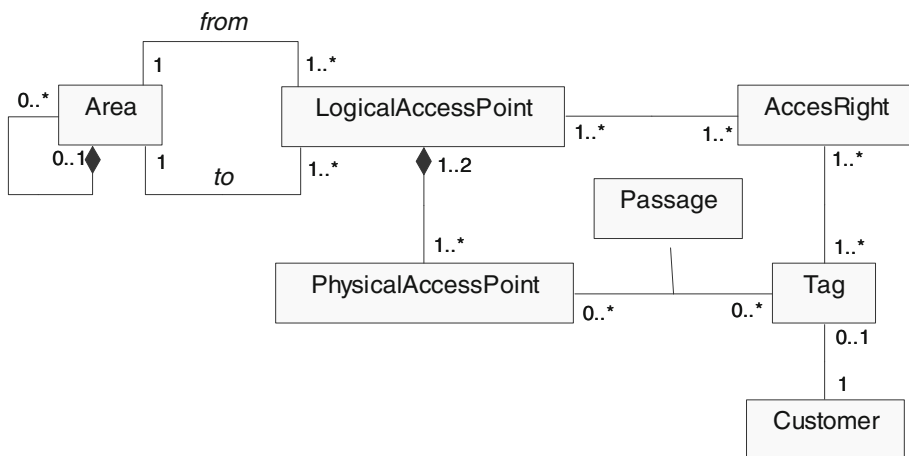 from
1
1..*
0..*
Area
LogicalAccessPoint
AccesRight
0..1
1
to
1..*
1..2
1..*
1..*
1..*
Passage
1..*
1..*
PhysicalAccessPoint
Tag
0..*
0..*
0..1
1
Customer